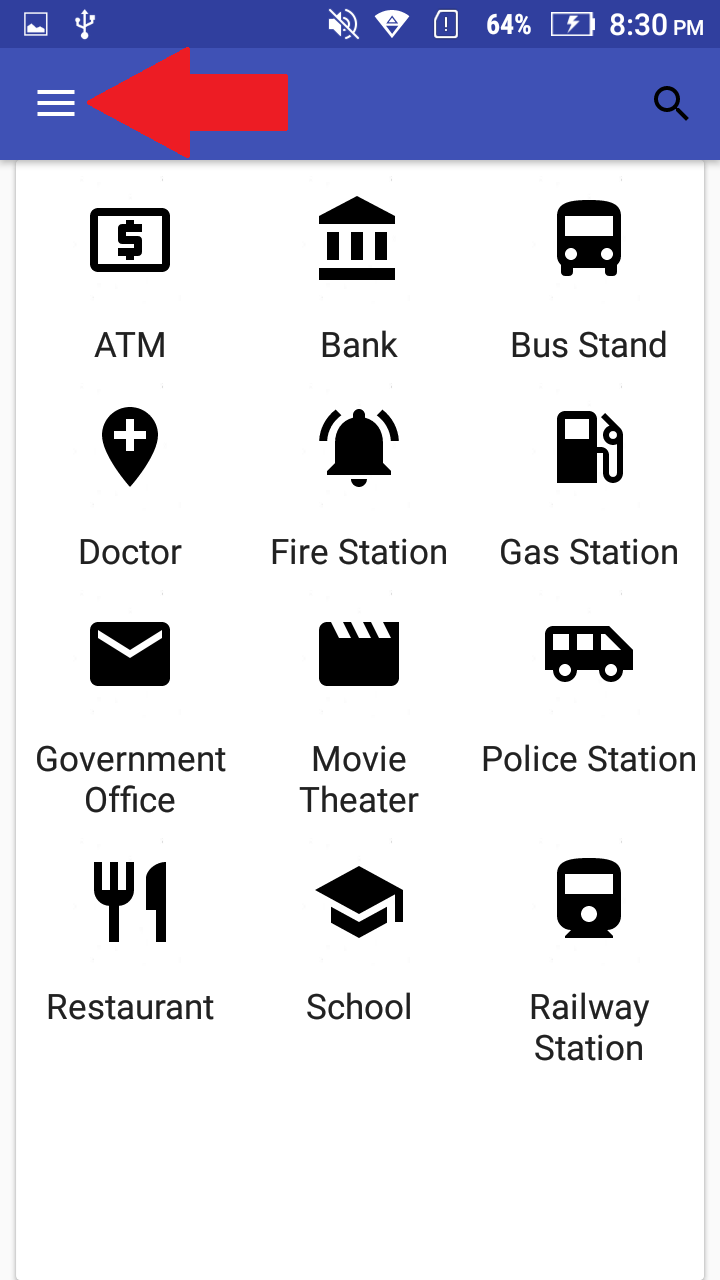 64% 8:30 PM
ATM Bank Bus Stand
Doctor Fire Station Gas Station
Government Movie Police Station
Office Theater
Restaurant School Railway
Station